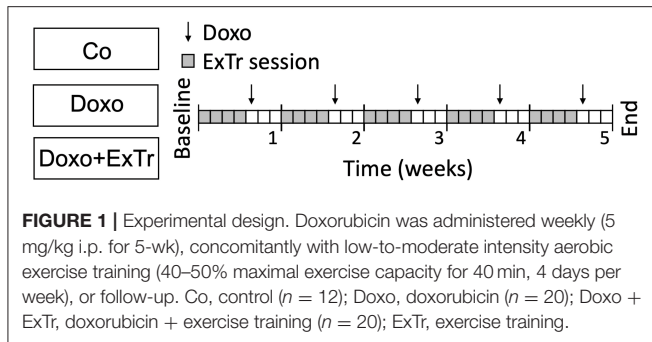 Co
Doxo
Doxo+ExTr
Doxo
ExTr session
Baseline
1 2 3 4 5
End
Time (weeks)
FIGURE 1 | Experimental design. Doxorubicin was administered weekly (5
mg/kg i.p. for 5-wk), concomitantly with low-to-moderate intensity aerobic
exercise training (40–50% maximal exercise capacity for 40 min, 4 days per
week), or follow-up. Co, control (n = 12); Doxo, doxorubicin (n = 20); Doxo +
ExTr, doxorubicin + exercise training (n = 20); ExTr, exercise training.